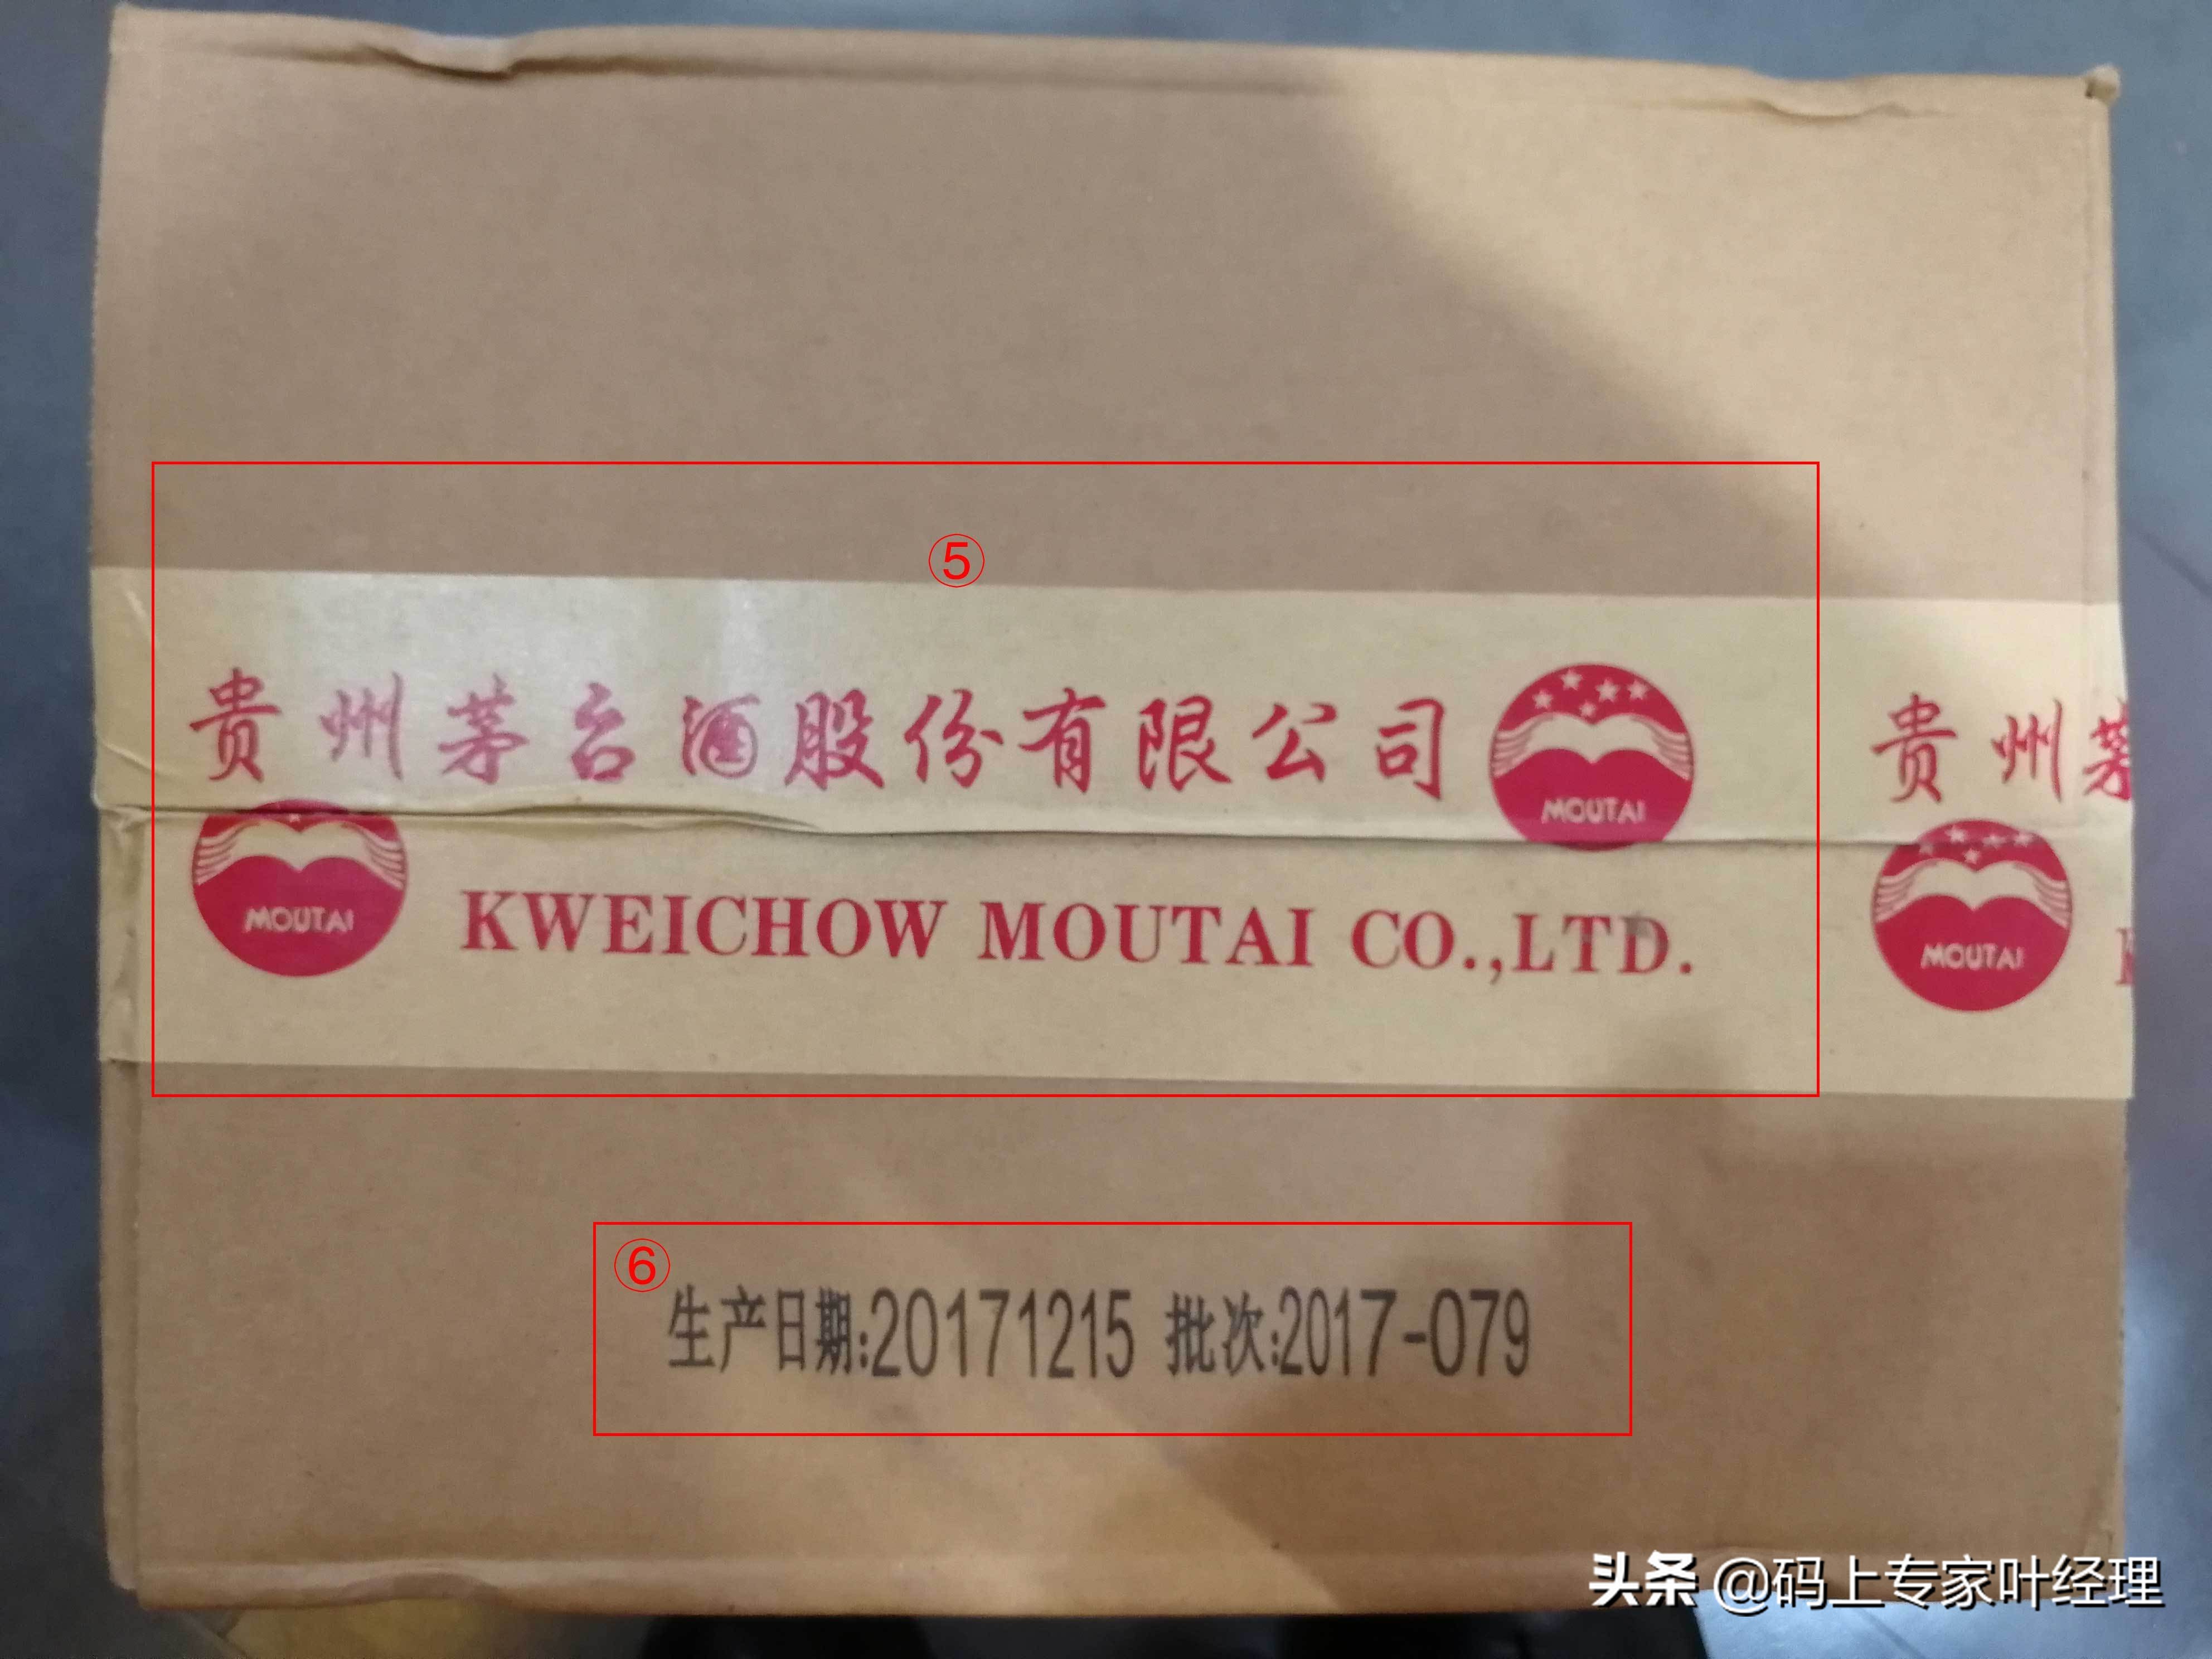 ⑤
贵州茅台酒股份有限公司 MOUTAI 贵州茅
MOUTAI KWEICHOW MOUTAI CO.,LTD. MOUTAI
⑥
生产日期:20171215 批次:2017-079
头条 @码上专家叶经理